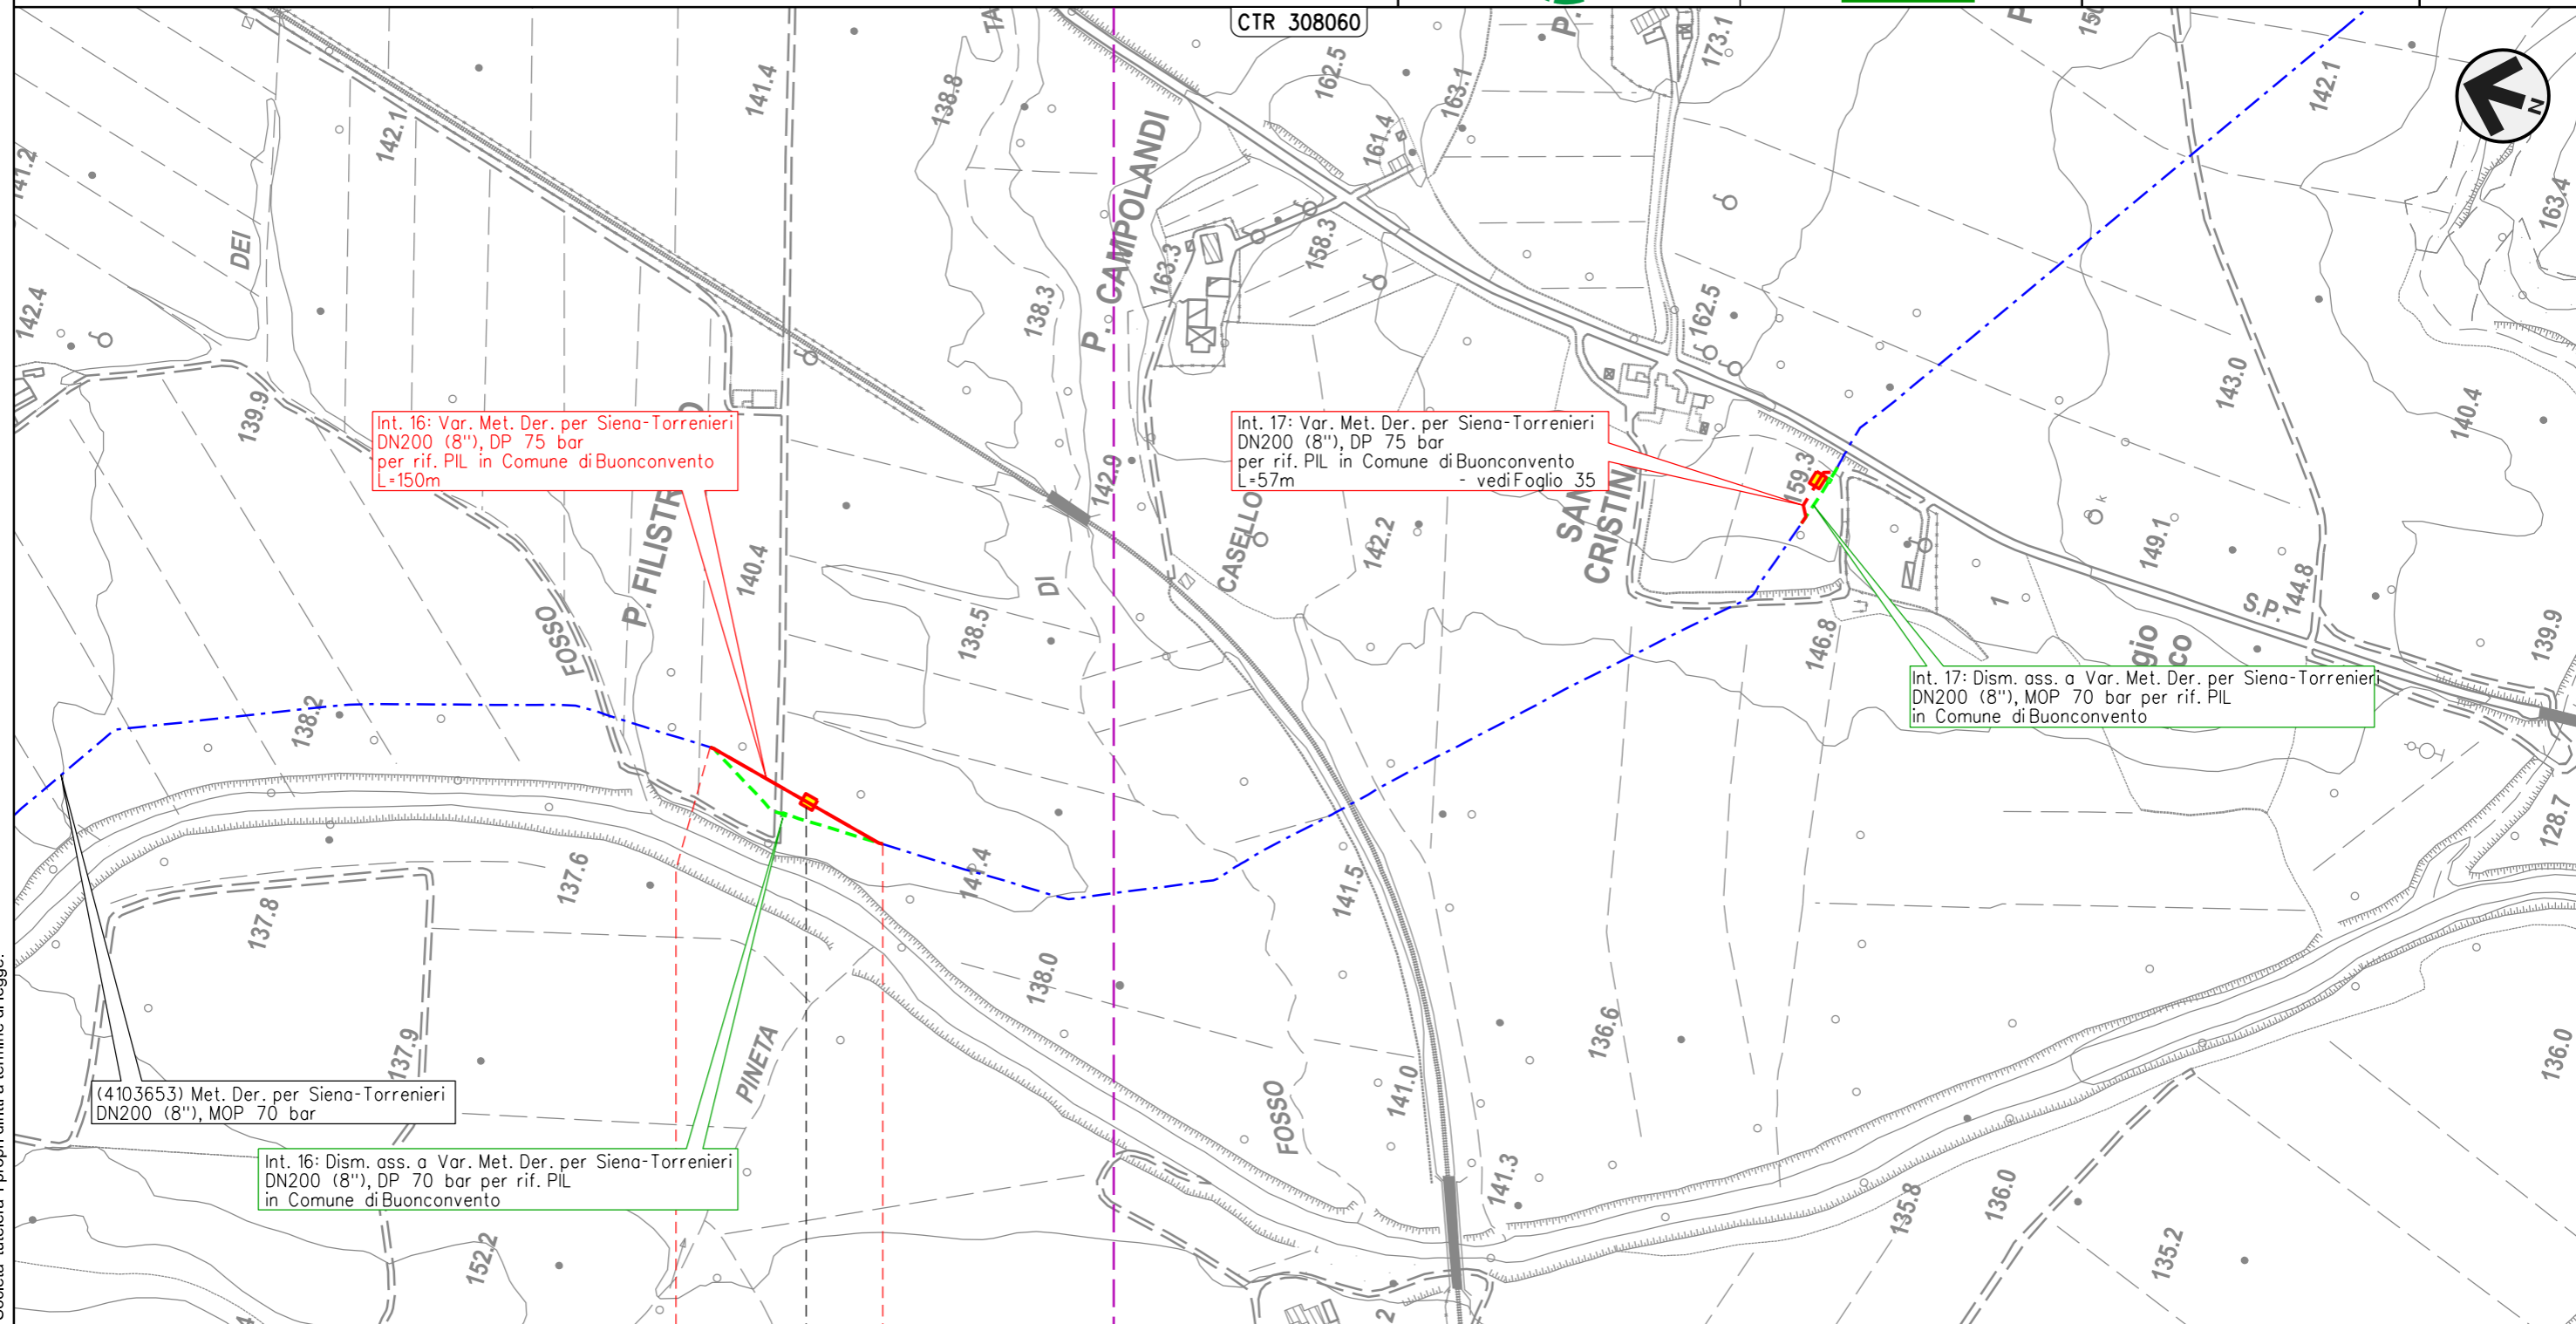 CTR 308060
N
173.1
142.1
141.4
138.8
162.5
163.1
161.4
142.1
163.4
DEI
142.4
P. CAMPOLANDI
163.3
158.3
138.3
162.5
143.0
140.4
139.9
Int. 16: Var. Met. Der. per Siena-Torrenieri
DN200 (8"), DP 75 bar
per rif. PIL in Comune di Buonconvento
L=150m
Int. 17: Var. Met. Der. per Siena-Torrenieri
DN200 (8"), DP 75 bar
per rif. PIL in Comune di Buonconvento
L=57m - vedi Foglio 35
159.3
142.9
CASELLO
142.2
CRISTINA
149.1
140.4
138.5
DI
FOSSO
S.P.
144.8
139.9
146.8
Int. 17: Dism. ass. a Var. Met. Der. per Siena-Torrenieri
DN200 (8"), MOP 70 bar per rif. PIL
in Comune di Buonconvento
138.2
128.7
137.8
137.6
141.4
141.5
138.0
136.6
137.9
PINETA
141.0
136.0
(4103653) Met. Der. per Siena-Torrenieri
DN200 (8"), MOP 70 bar
FOSSO
Int. 16: Dism. ass. a Var. Met. Der. per Siena-Torrenieri
DN200 (8"), DP 70 bar per rif. PIL
in Comune di Buonconvento
141.3
135.8
136.0
152.2
135.2